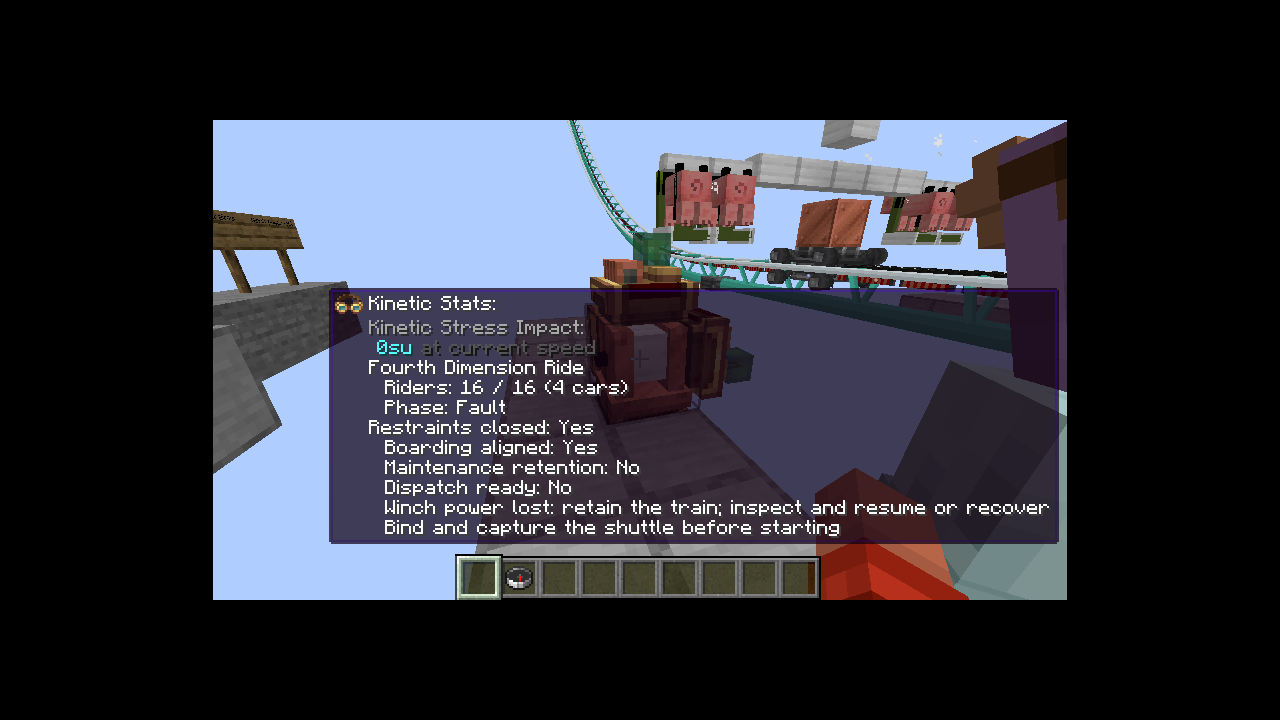 Kinetic Stats:
Kinetic Stress Impact:
0su at current speed
Fourth Dimension Ride
Riders: 16 / 16 (4 cars)
Phase: Fault
Restraints closed: Yes
Boarding aligned: Yes
Maintenance retention: No
Dispatch ready: No
Winch power lost: retain the train; inspect and resume or recover
Bind and capture the shuttle before starting